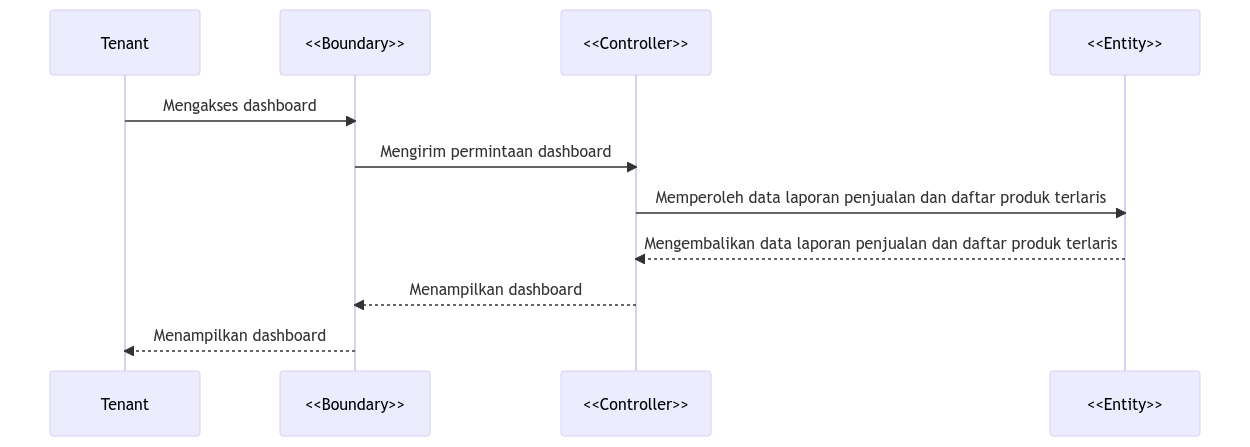 Tenant
<<Boundary>>
<<Controller>>
<<Entity>>
Mengakses dashboard
Mengirim permintaan dashboard
Memperoleh data laporan penjualan dan daftar produk terlaris
Mengembalikan data laporan penjualan dan daftar produk terlaris
Menampilkan dashboard
Menampilkan dashboard
Tenant
<<Boundary>>
<<Controller>>
<<Entity>>